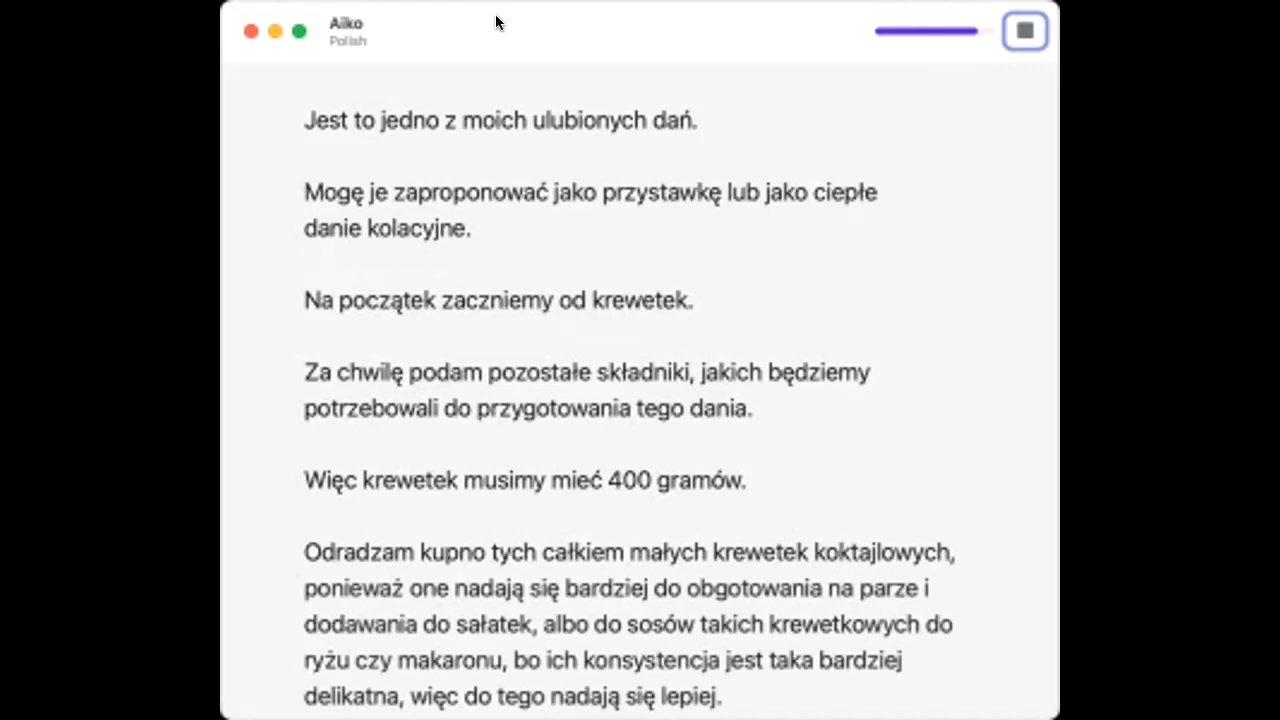 Aiko
Polish
Jest to jedno z moich ulubionych dań.
Mogę je zaproponować jako przystawkę lub jako ciepłe
danie kolacyjne.
Na początek zaczniemy od krewetek.
Za chwilę podam pozostałe składniki, jakich będziemy
potrzebowali do przygotowania tego dania.
Więc krewetek musimy mieć 400 gramów.
Odradzam kupno tych całkiem małych krewetek koktajlowych,
ponieważ one nadają się bardziej do obgotowania na parze i
dodawania do sałatek, albo do sosów takich krewetkowych do
ryżu czy makaronu, bo ich konsystencja jest taka bardziej
delikatna, więc do tego nadają się lepiej.